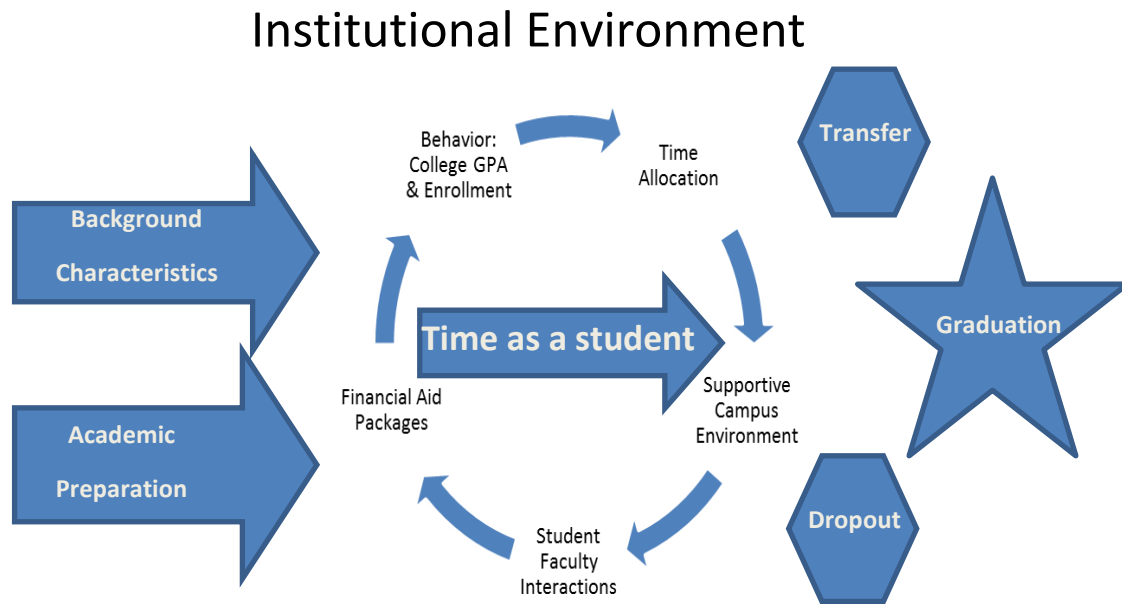 Institutional Environment
Background
Characteristics
Academic
Preparation
Behavior:
College GPA
& Enrollment
Time
Allocation
Time as a student
Financial Aid
Packages
Supportive
Campus
Environment
Student
Faculty
Interactions
Transfer
Graduation
Dropout